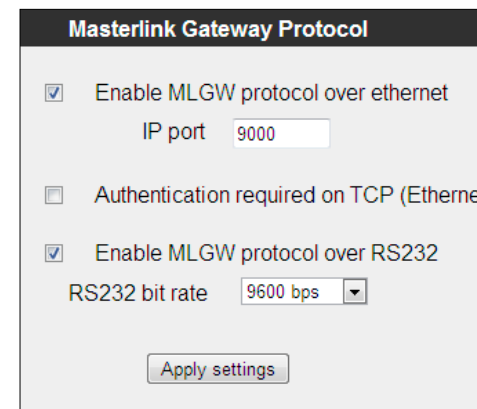 Masterlink Gateway Protocol
Enable MLGW protocol over ethernet
IP port 9000
Authentication required on TCP (Etherne
Enable MLGW protocol over RS232
RS232 bit rate 9600 bps
Apply settings